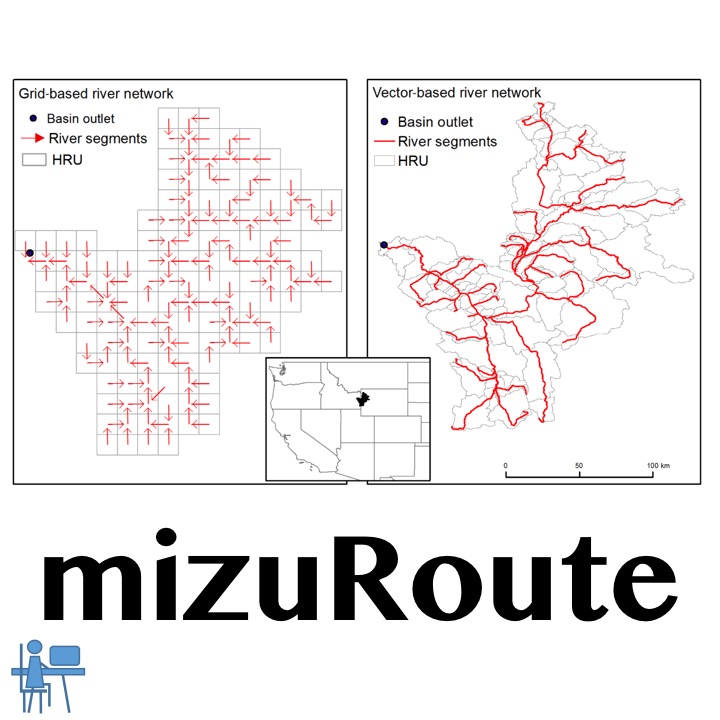 Grid-based river network
Basin outlet
River segments
HRU
Vector-based river network
Basin outlet
River segments
HRU
0 50 100 km
mizuRoute